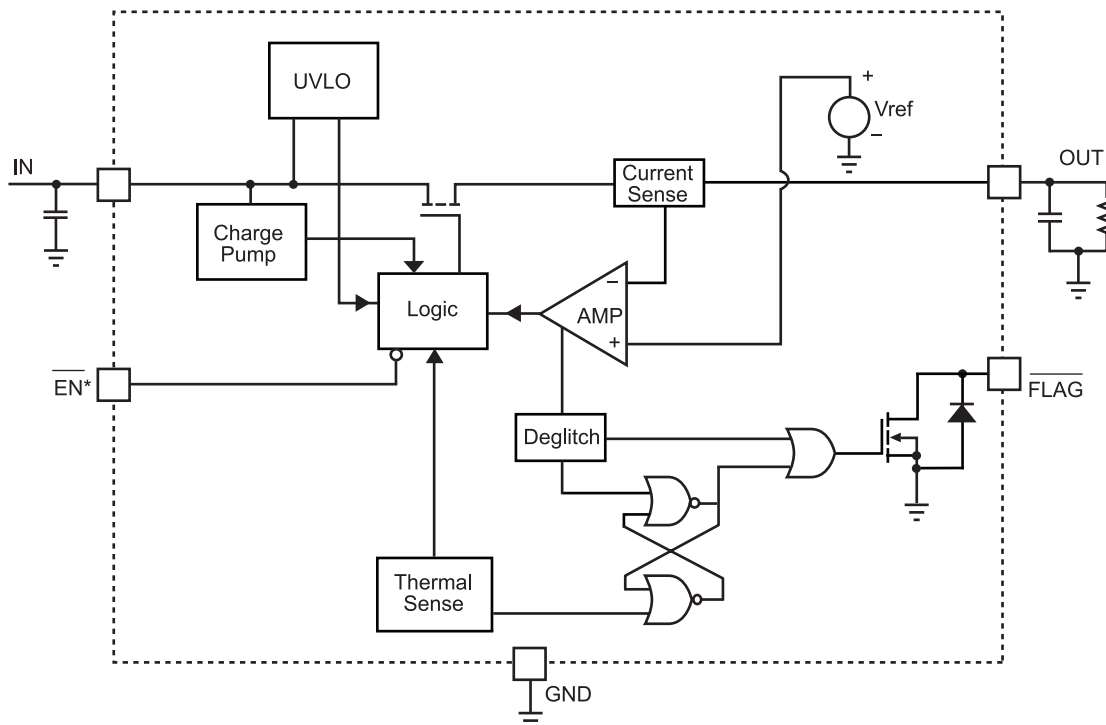 UVLO
+
Vref
–
IN
Current
Sense
OUT
Charge
Pump
Logic
–
AMP
+
EN*
FLAG
Deglitch
Thermal
Sense
GND